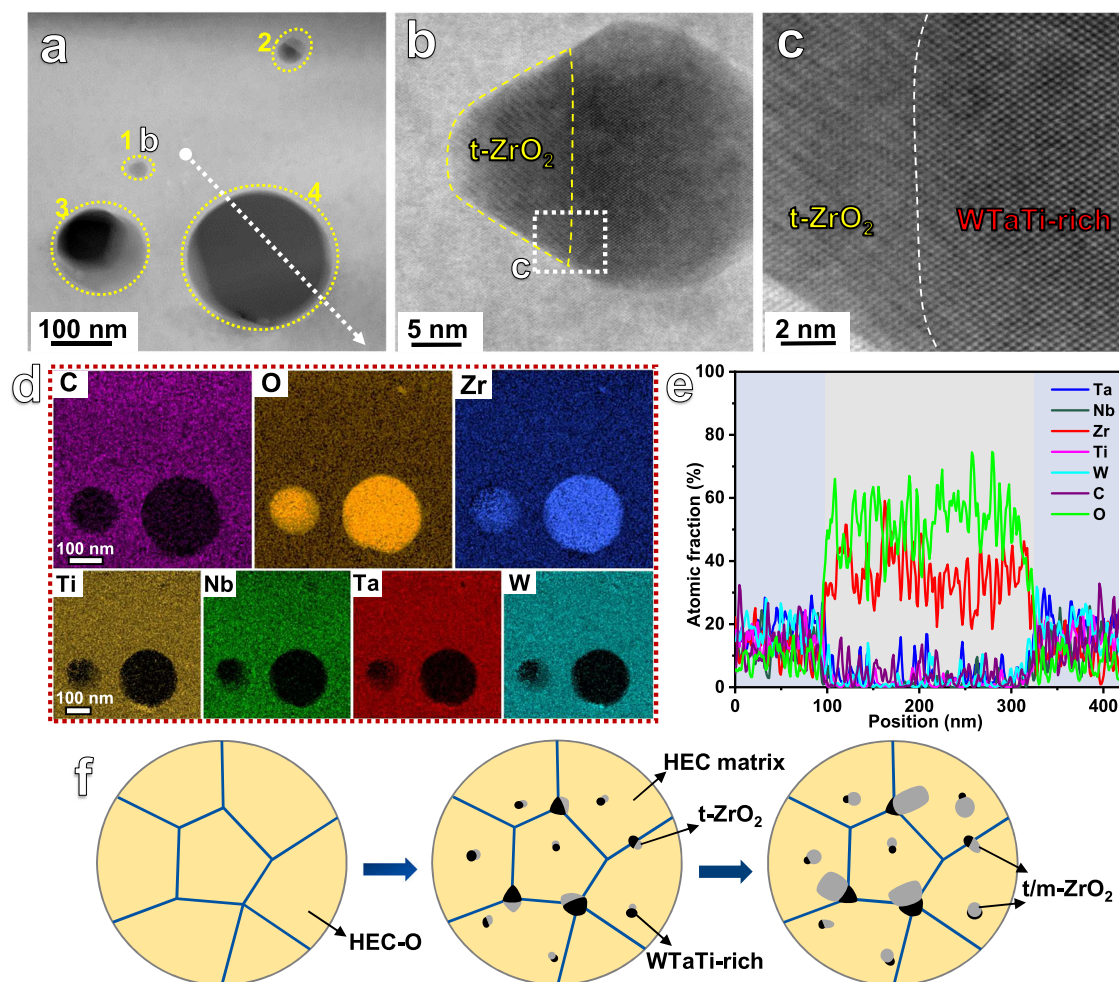 a
2
1 b
3
4
100 nm
b
t-ZrO2
c
5 nm
c
t-ZrO2
WTaTi-rich
2 nm
d
C
O
Zr
100 nm
Ti
Nb
Ta
W
100 nm
e
Atomic fraction (%)
100
80
60
40
20
0
0
100
200
300
400
Position (nm)
Ta
Nb
Zr
Ti
W
C
O
f
HEC-O
HEC matrix
t-ZrO2
WTaTi-rich
t/m-ZrO2